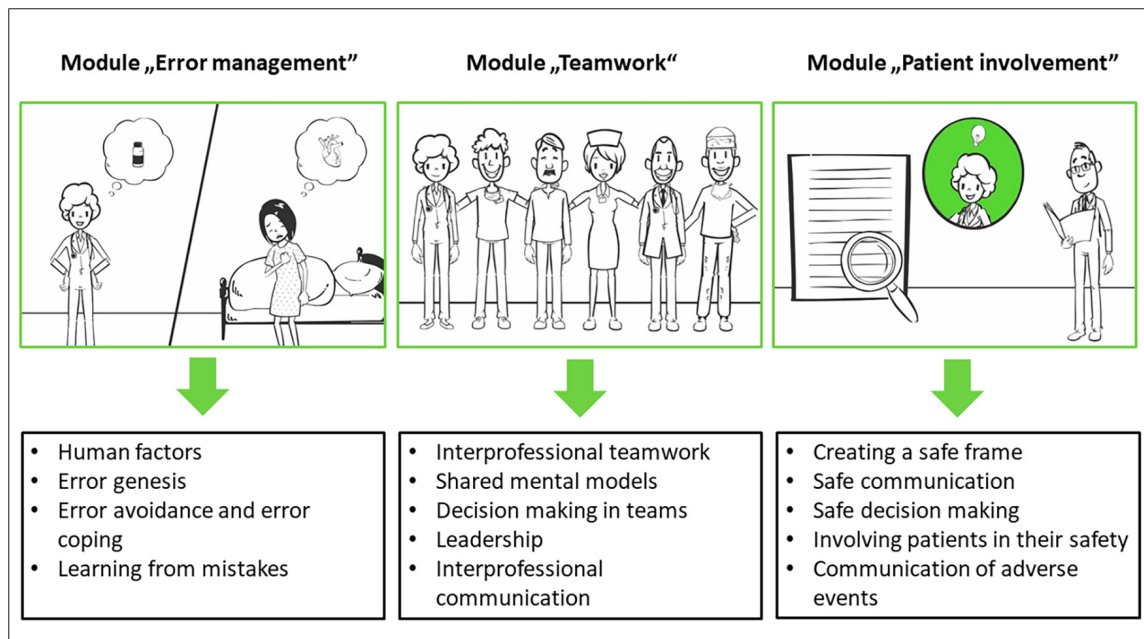 Module „Error management”
Module „Teamwork“
Module „Patient involvement”
• Human factors
• Error genesis
• Error avoidance and error
coping
• Learning from mistakes
• Interprofessional teamwork
• Shared mental models
• Decision making in teams
• Leadership
• Interprofessional
communication
• Creating a safe frame
• Safe communication
• Safe decision making
• Involving patients in their safety
• Communication of adverse
events